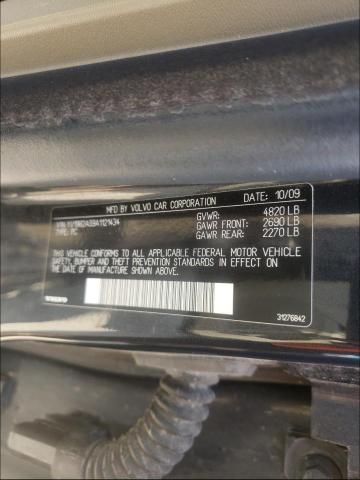 MFD BY VOLVO CAR CORPORATION DATE: 10/09
GVWR: 4820 LB
GAWR FRONT: 2690 LB
GAWR REAR: 2270 LB
TYPE: PC
THIS VEHICLE CONFORMS TO ALL APPLICABLE FEDERAL MOTOR VEHICLE
SAFETY, BUMPER AND THEFT PREVENTION STANDARDS IN EFFECT ON
THE DATE OF MANUFACTURE SHOWN ABOVE.
31276842